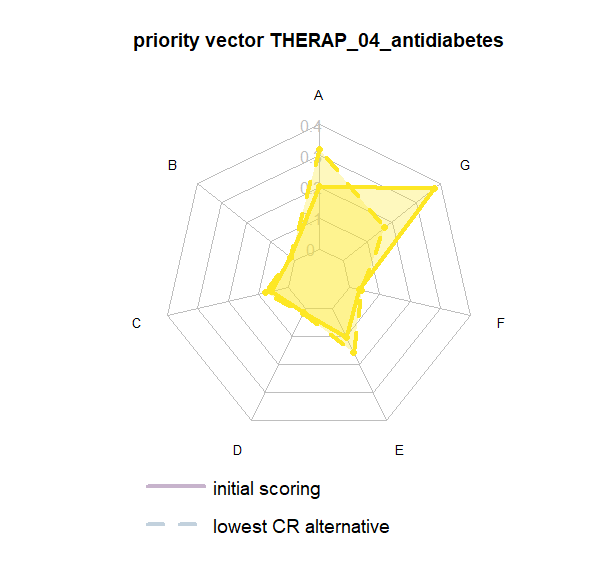 priority vector THERAP_04_antidiabetes
A
0.4
B
G
0
C
F
D
E
initial scoring
lowest CR alternative